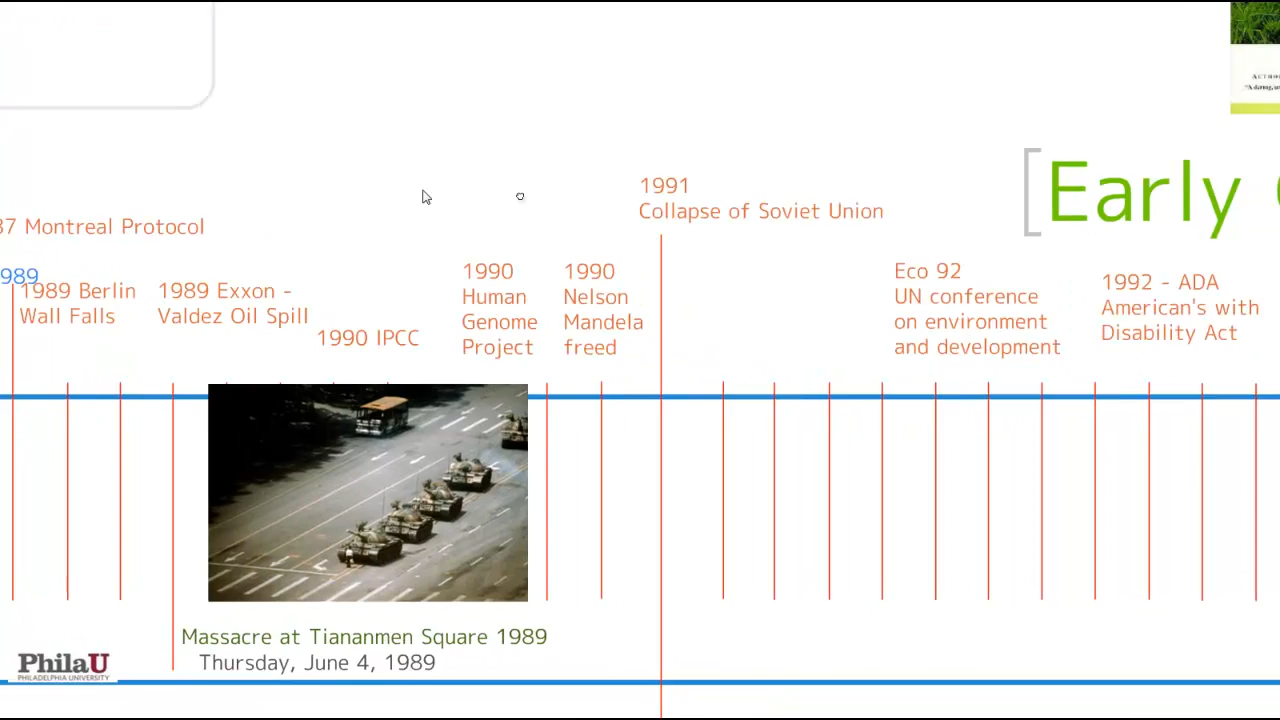 37 Montreal Protocol
989
1989 Berlin
Wall Falls
1989 Exxon -
Valdez Oil Spill
1990 IPCC
1990
Human
Genome
Project
1990
Nelson
Mandela
freed
1991
Collapse of Soviet Union
[Early
Eco 92
UN conference
on environment
and development
1992 - ADA
American's with
Disability Act
Massacre at Tiananmen Square 1989
Thursday, June 4, 1989
PhilaU
PHILADELPHIA UNIVERSITY